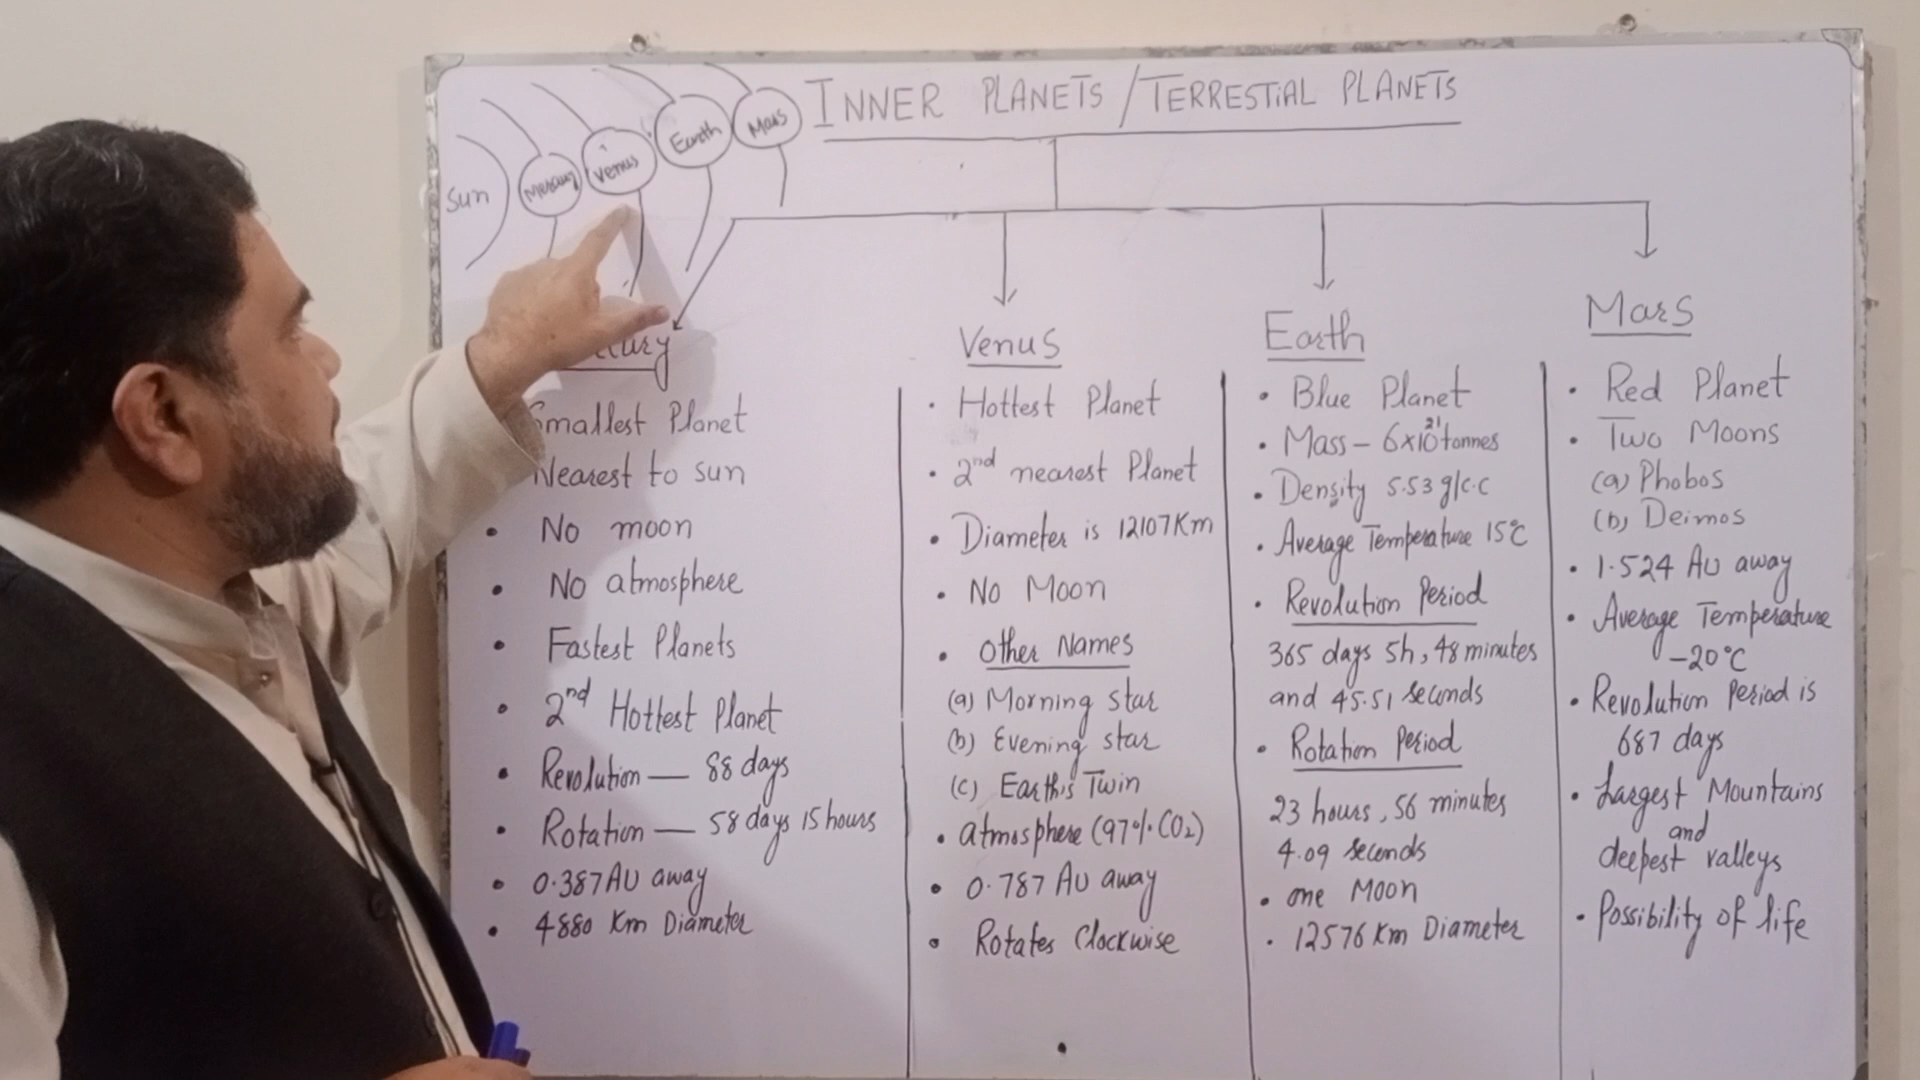 INNER PLANETS / TERRESTIAL PLANETS
Sun
Mercury
Venus
Earth
Mars
Smallest Planet
Nearest to sun
• No moon
• No atmosphere
• Fastest Planets
• 2nd Hottest Planet
• Revolution — 88 days
• Rotation — 58 days 15 hours
• 0.387 AU away
• 4880 Km Diameter
Venus
• Hottest Planet
• 2nd nearest Planet
• Diameter is 12107 Km
• No Moon
• Other Names
(a) Morning star
(b) Evening star
(c) Earth's Twin
• Atmosphere (97% CO2)
• 0.787 AU away
• Rotates Clockwise
Earth
• Blue Planet
• Mass – 6×10^21 tonnes
• Density 5.53 g/c.c
• Average Temperature 15°C
• Revolution Period
365 days 5h, 48 minutes
and 45.51 seconds
• Rotation Period
23 hours, 56 minutes
4.09 seconds
• one Moon
• 12576 Km Diameter
Mars
• Red Planet
• Two Moons
(a) Phobos
(b) Deimos
• 1.524 AU away
• Average Temperature
–20°C
• Revolution Period is
687 days
• Largest Mountains
and
deepest valleys
• Possibility of life